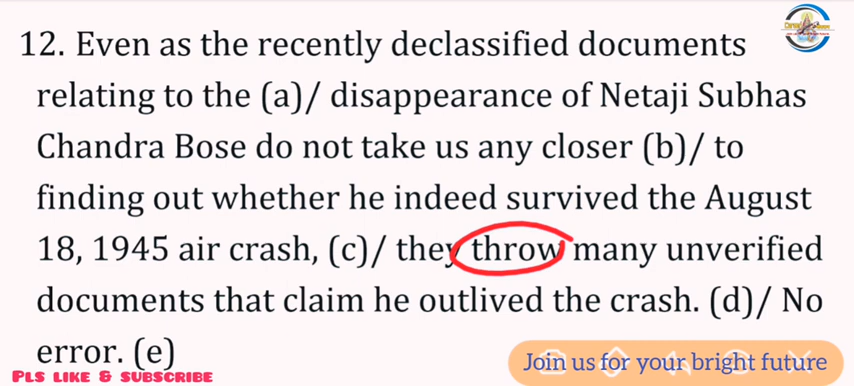 12. Even as the recently declassified documents
relating to the (a)/ disappearance of Netaji Subhas
Chandra Bose do not take us any closer (b)/ to
finding out whether he indeed survived the August
18, 1945 air crash, (c)/ they throw many unverified
documents that claim he outlived the crash. (d)/ No
error. (e)
PLS LIKE & SUBSCRIBE
Join us for your bright future